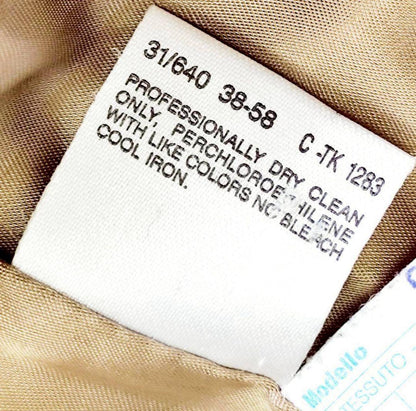 31/640 38-58 C-TK 1283
PROFESSIONALLY DRY CLEAN
ONLY. PERCHLOROETHILENE
WITH LIKE COLORS NO BLEACH
COOL IRON.
Modello
TESSUTO